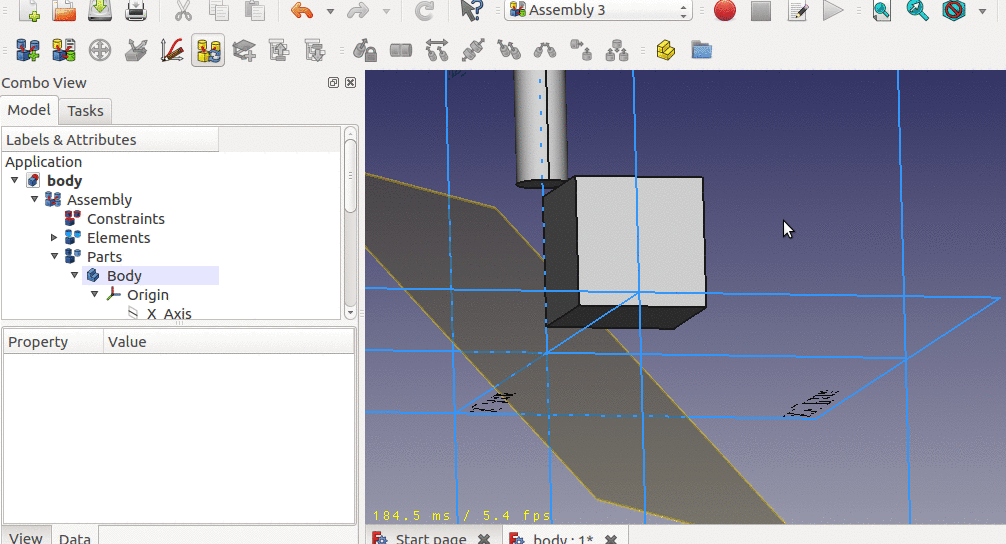 Assembly 3
Combo View
Model
Tasks
Labels & Attributes
Application
body
Assembly
Constraints
Elements
Parts
Body
Origin
X_Axis
Property
Value
184.5 ms / 5.4 fps
View
Data
Start page
body : 1*